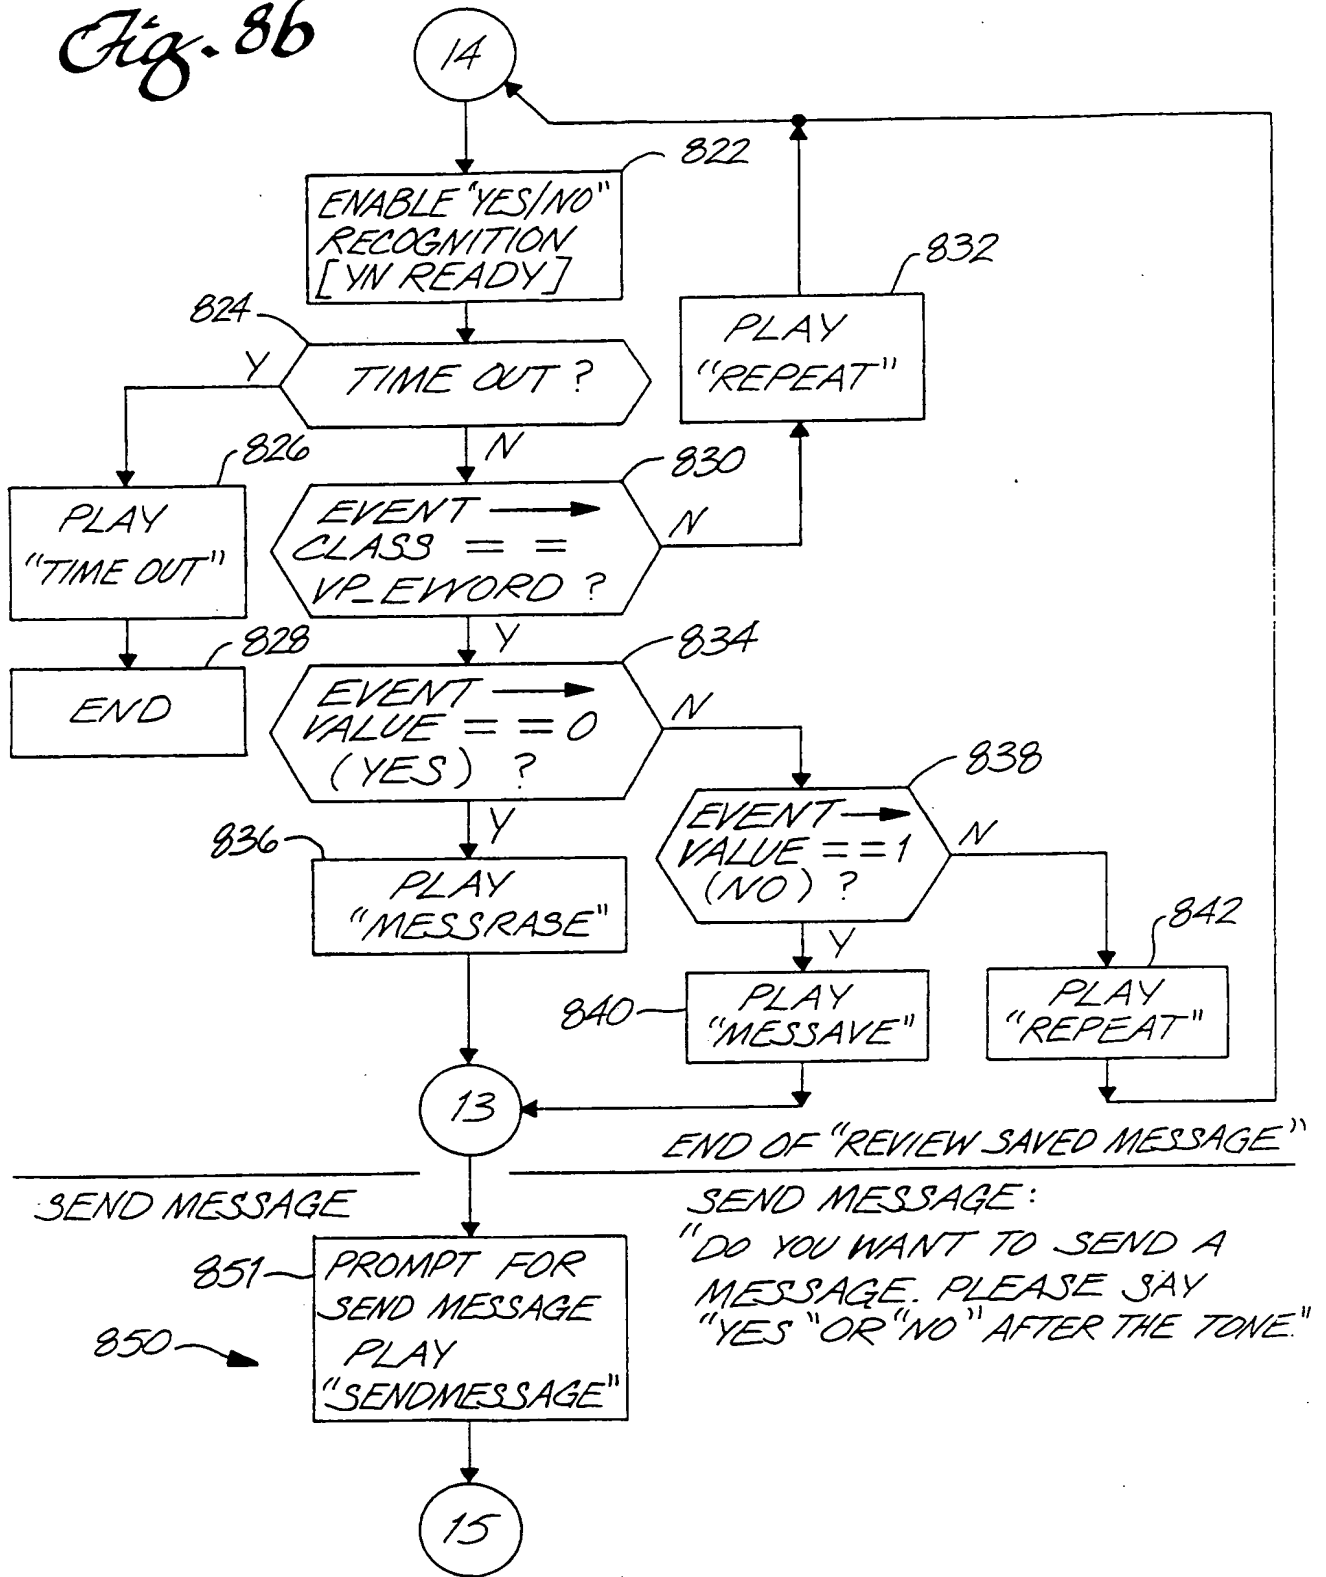 Fig. 8b
14
822
ENABLE "YES/NO"
RECOGNITION
[YN READY]
832
PLAY
"REPEAT"
824
Y
TIME OUT ?
N
826
PLAY
"TIME OUT"
830
EVENT →
CLASS = =
VP_EWORD ?
N
Y
828
END
834
EVENT →
VALUE = = 0
(YES) ?
N
Y
838
EVENT →
VALUE = = 1
(NO) ?
N
Y
836
PLAY
"MESSRASE"
840
PLAY
"MESSAVE"
842
PLAY
"REPEAT"
13
END OF "REVIEW SAVED MESSAGE"
SEND MESSAGE
851
PROMPT FOR
SEND MESSAGE
PLAY
"SENDMESSAGE"
850
SEND MESSAGE:
"DO YOU WANT TO SEND A
MESSAGE. PLEASE SAY
"YES" OR "NO" AFTER THE TONE."
15